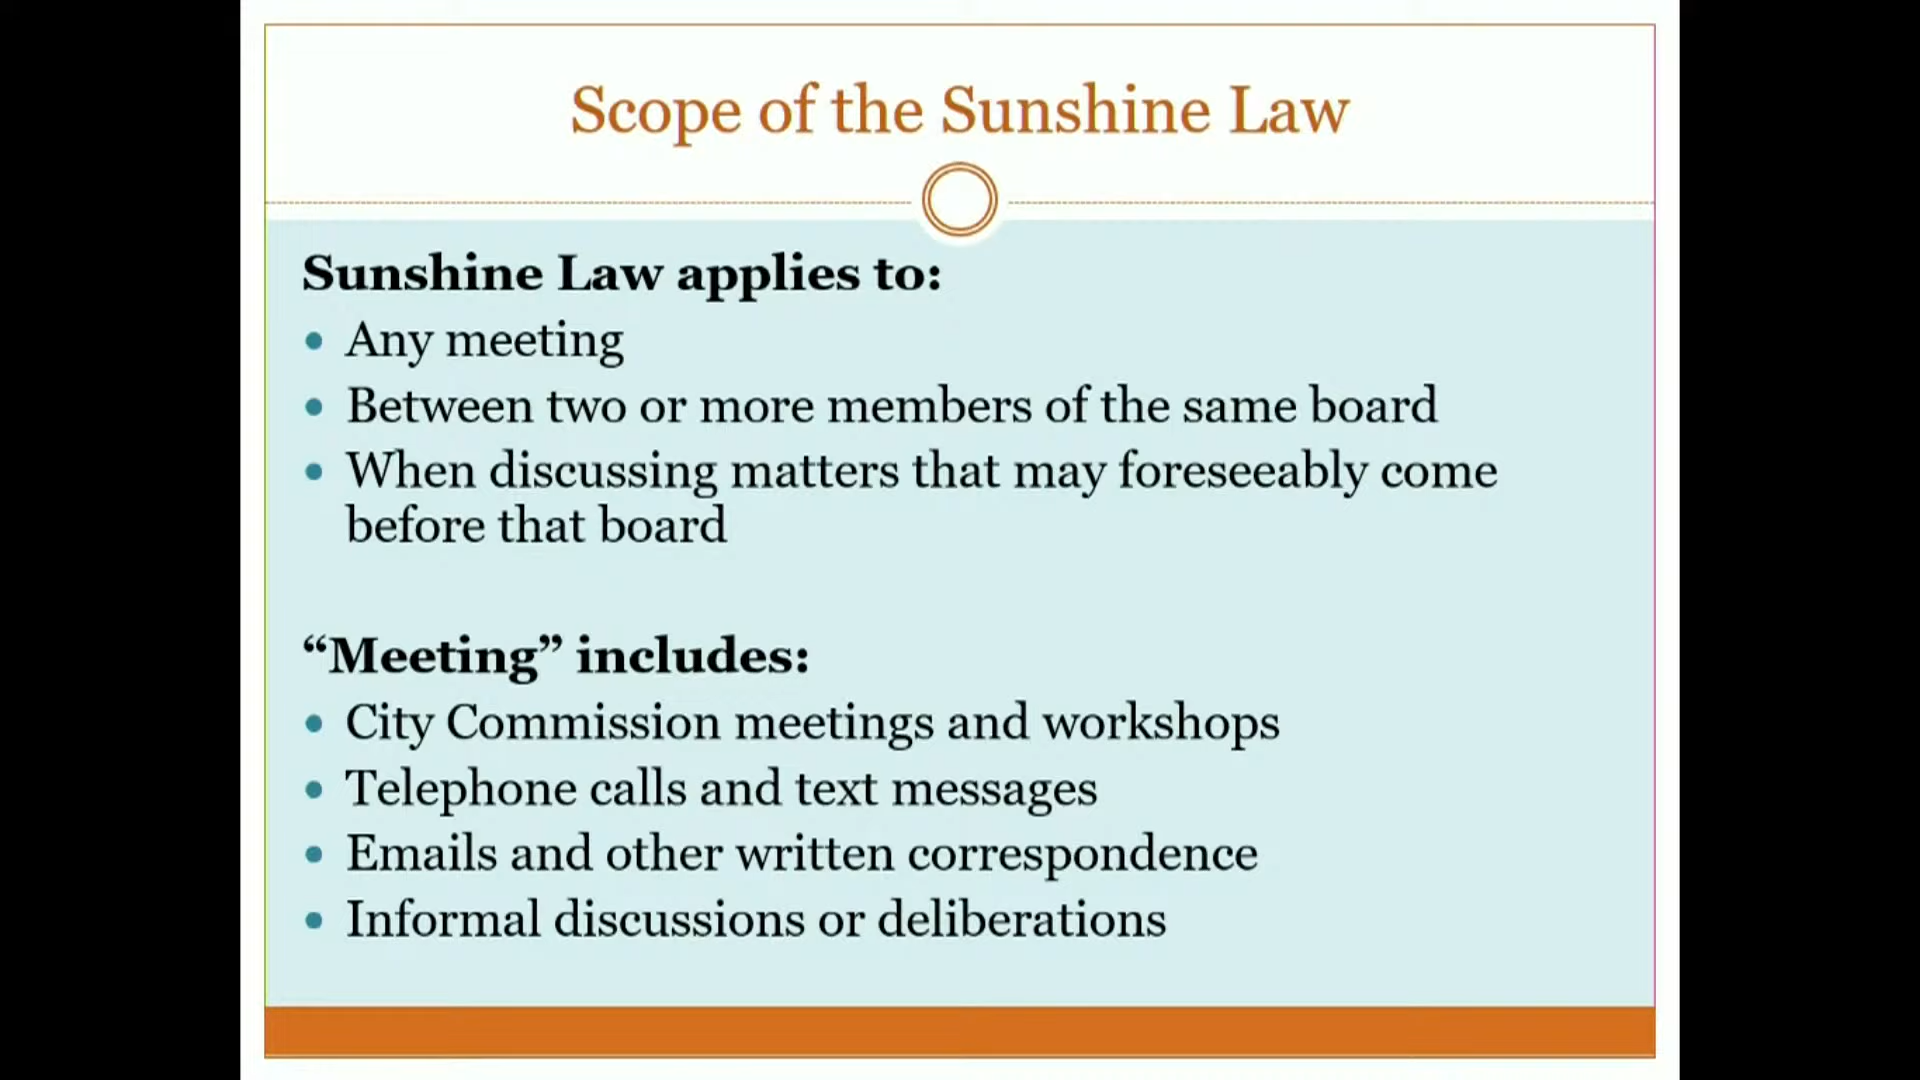 Scope of the Sunshine Law
Sunshine Law applies to:
• Any meeting
• Between two or more members of the same board
• When discussing matters that may foreseeably come
before that board
“Meeting” includes:
• City Commission meetings and workshops
• Telephone calls and text messages
• Emails and other written correspondence
• Informal discussions or deliberations